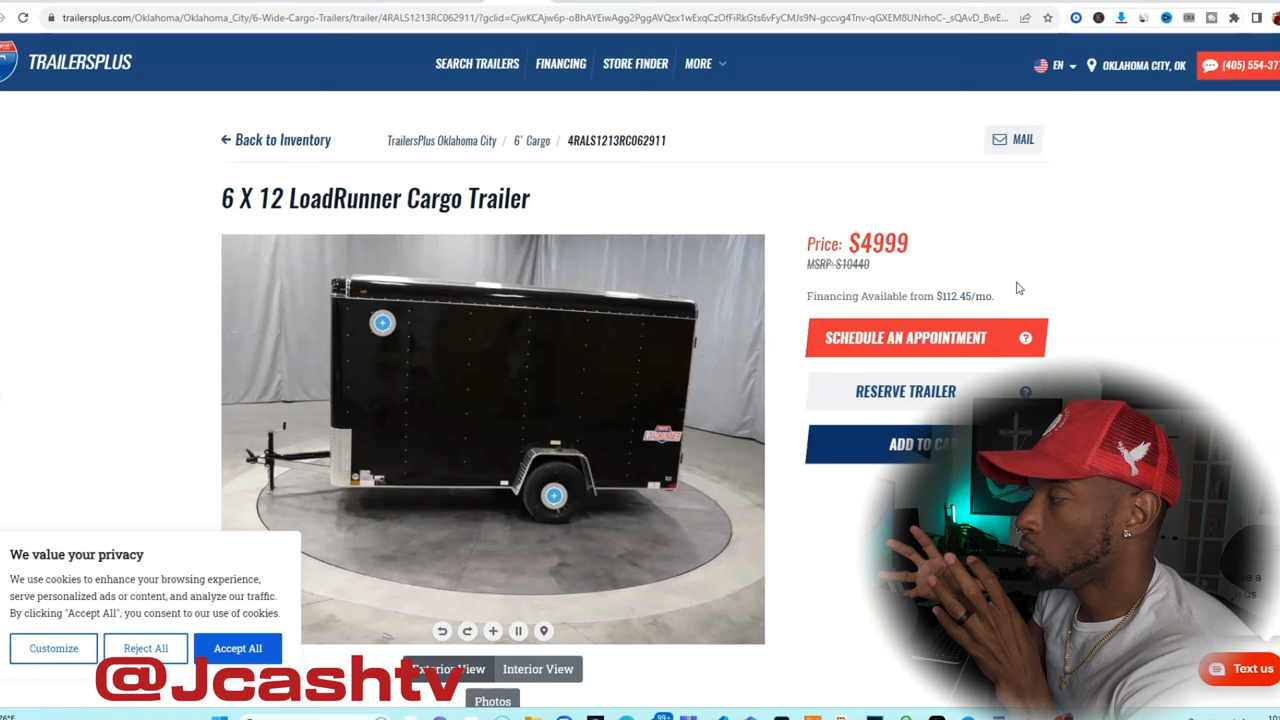 trailersplus.com/Oklahoma/Oklahoma_City/6-Wide-Cargo-Trailers/trailer/4RALS1213RC062911/?gclid=CjwKCAjw6p-oBhAYEiwAgg2PggAVQsx1wExqCzOfFiRkGts6vFyCMJs9N-gccvg4Tnv-qGXEM8UNrhoC-_sQAvD_BwE...
TRAILERSPLUS
SEARCH TRAILERS
FINANCING
STORE FINDER
MORE
EN
OKLAHOMA CITY, OK
(405) 554-37
Back to Inventory
TrailersPlus Oklahoma City / 6' Cargo / 4RALS1213RC062911
MAIL
6 X 12 LoadRunner Cargo Trailer
Price: $4999
MSRP: $10440
Financing Available from $112.45/mo.
SCHEDULE AN APPOINTMENT
RESERVE TRAILER
ADD TO CA
LOADRUNNER
We value your privacy
We use cookies to enhance your browsing experience,
serve personalized ads or content, and analyze our traffic.
By clicking "Accept All", you consent to our use of cookies.
Customize
Reject All
Accept All
Exterior View
Interior View
Photos
@Jcashtv
Text us
99+